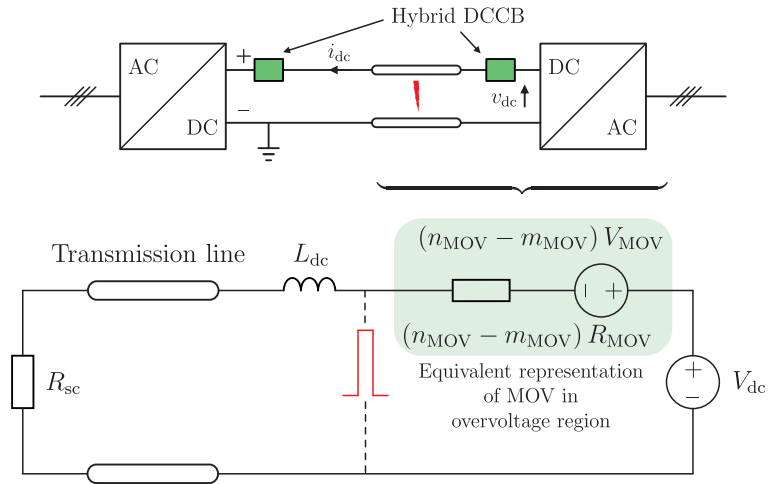 Hybrid DCCB
AC
DC
+
−
i_dc
v_dc
DC
AC
Transmission line
L_dc
(n_MOV − m_MOV) V_MOV
− +
(n_MOV − m_MOV) R_MOV
Equivalent representation
of MOV in
overvoltage region
R_sc
+
−
V_dc